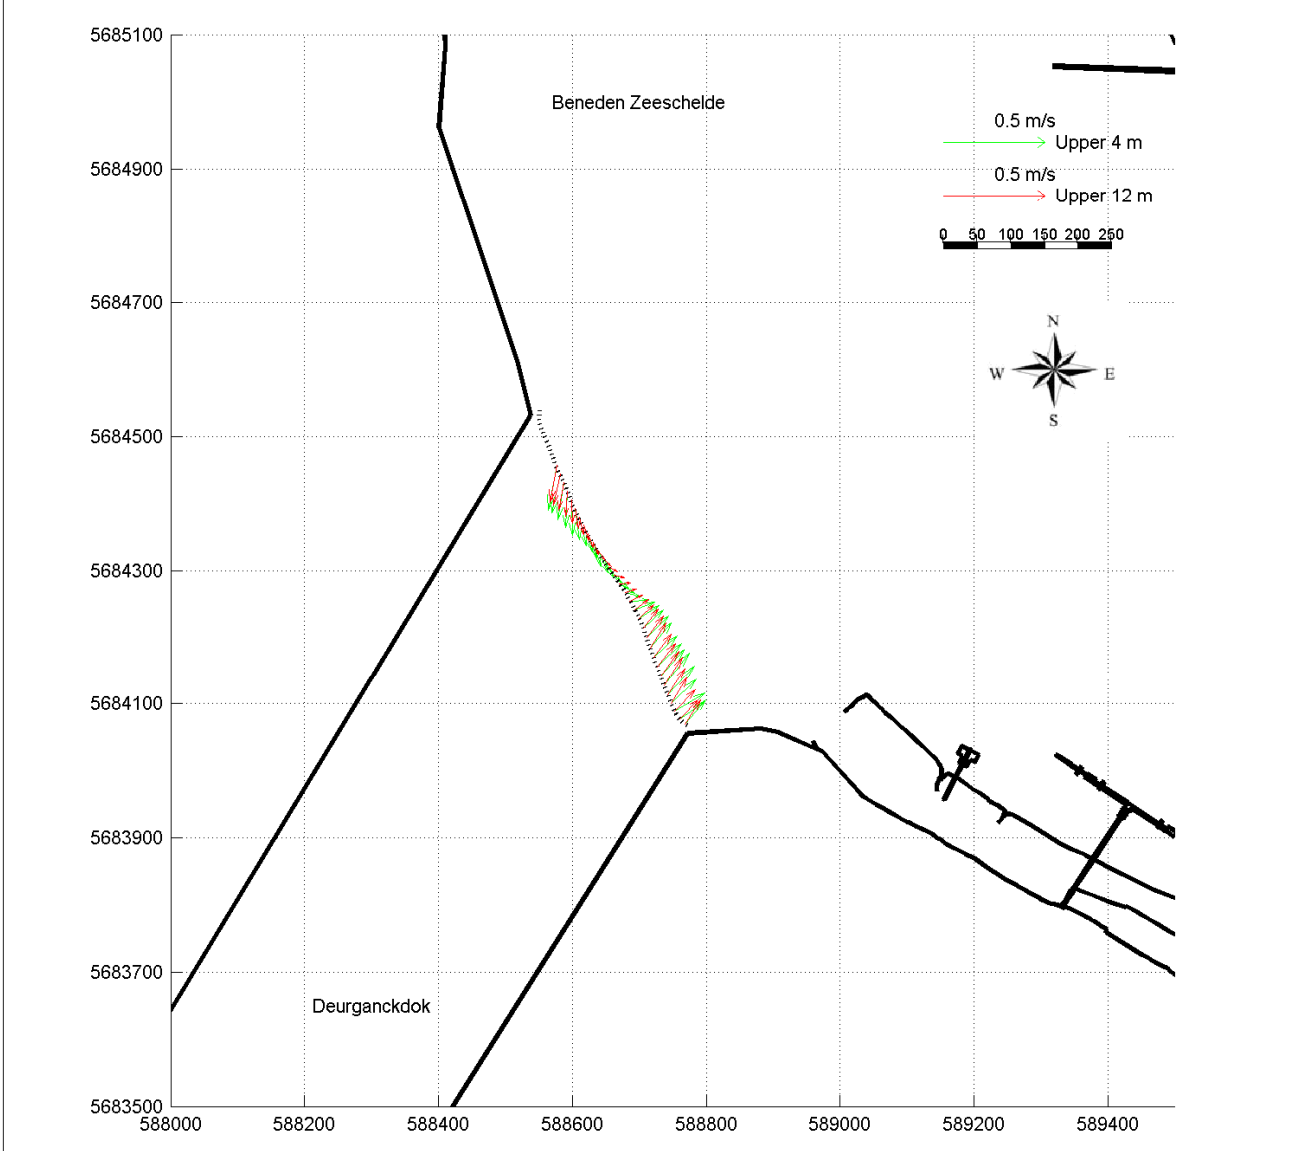 5685100
Beneden Zeeschelde
0.5 m/s
Upper 4 m
5684900
0.5 m/s
Upper 12 m
0 50 100 150 200 250
5684700
N
W E
S
5684500
5684300
5684100
5683900
5683700
Deurganckdok
5683500
588000 588200 588400 588600 588800 589000 589200 589400